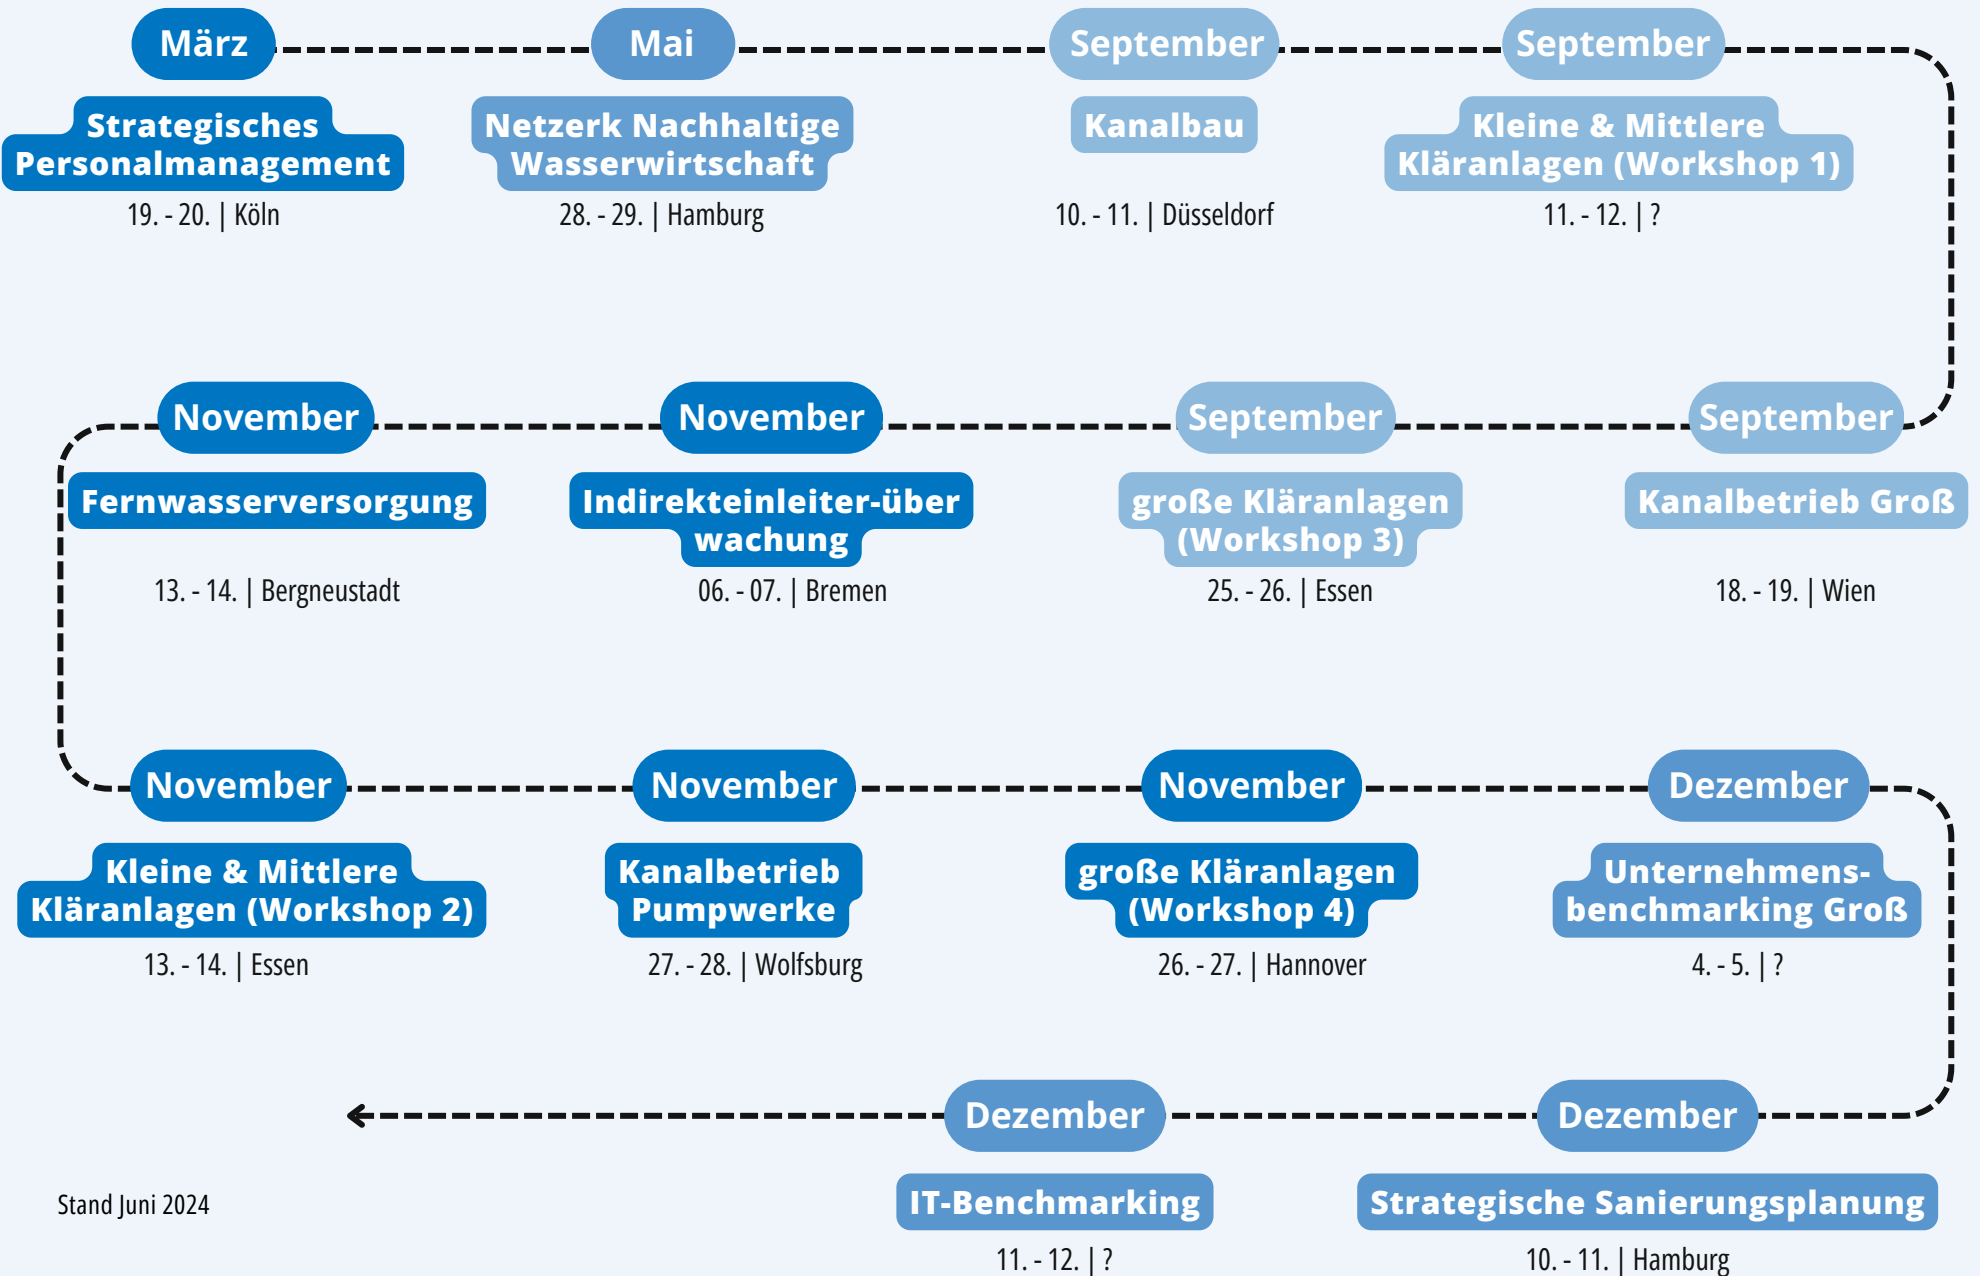 März
Strategisches
Personalmanagement
19. - 20. | Köln
Mai
Netzerk Nachhaltige
Wasserwirtschaft
28. - 29. | Hamburg
September
Kanalbau
10. - 11. | Düsseldorf
September
Kleine & Mittlere
Kläranlagen (Workshop 1)
11. - 12. | ?
September
Kanalbetrieb Groß
18. - 19. | Wien
September
große Kläranlagen
(Workshop 3)
25. - 26. | Essen
November
Indirekteinleiter-über
wachung
06. - 07. | Bremen
November
Fernwasserversorgung
13. - 14. | Bergneustadt
November
Kleine & Mittlere
Kläranlagen (Workshop 2)
13. - 14. | Essen
November
Kanalbetrieb
Pumpwerke
27. - 28. | Wolfsburg
November
große Kläranlagen
(Workshop 4)
26. - 27. | Hannover
Dezember
Unternehmens-
benchmarking Groß
4. - 5. | ?
Dezember
Strategische Sanierungsplanung
10. - 11. | Hamburg
Dezember
IT-Benchmarking
11. - 12. | ?
Stand Juni 2024